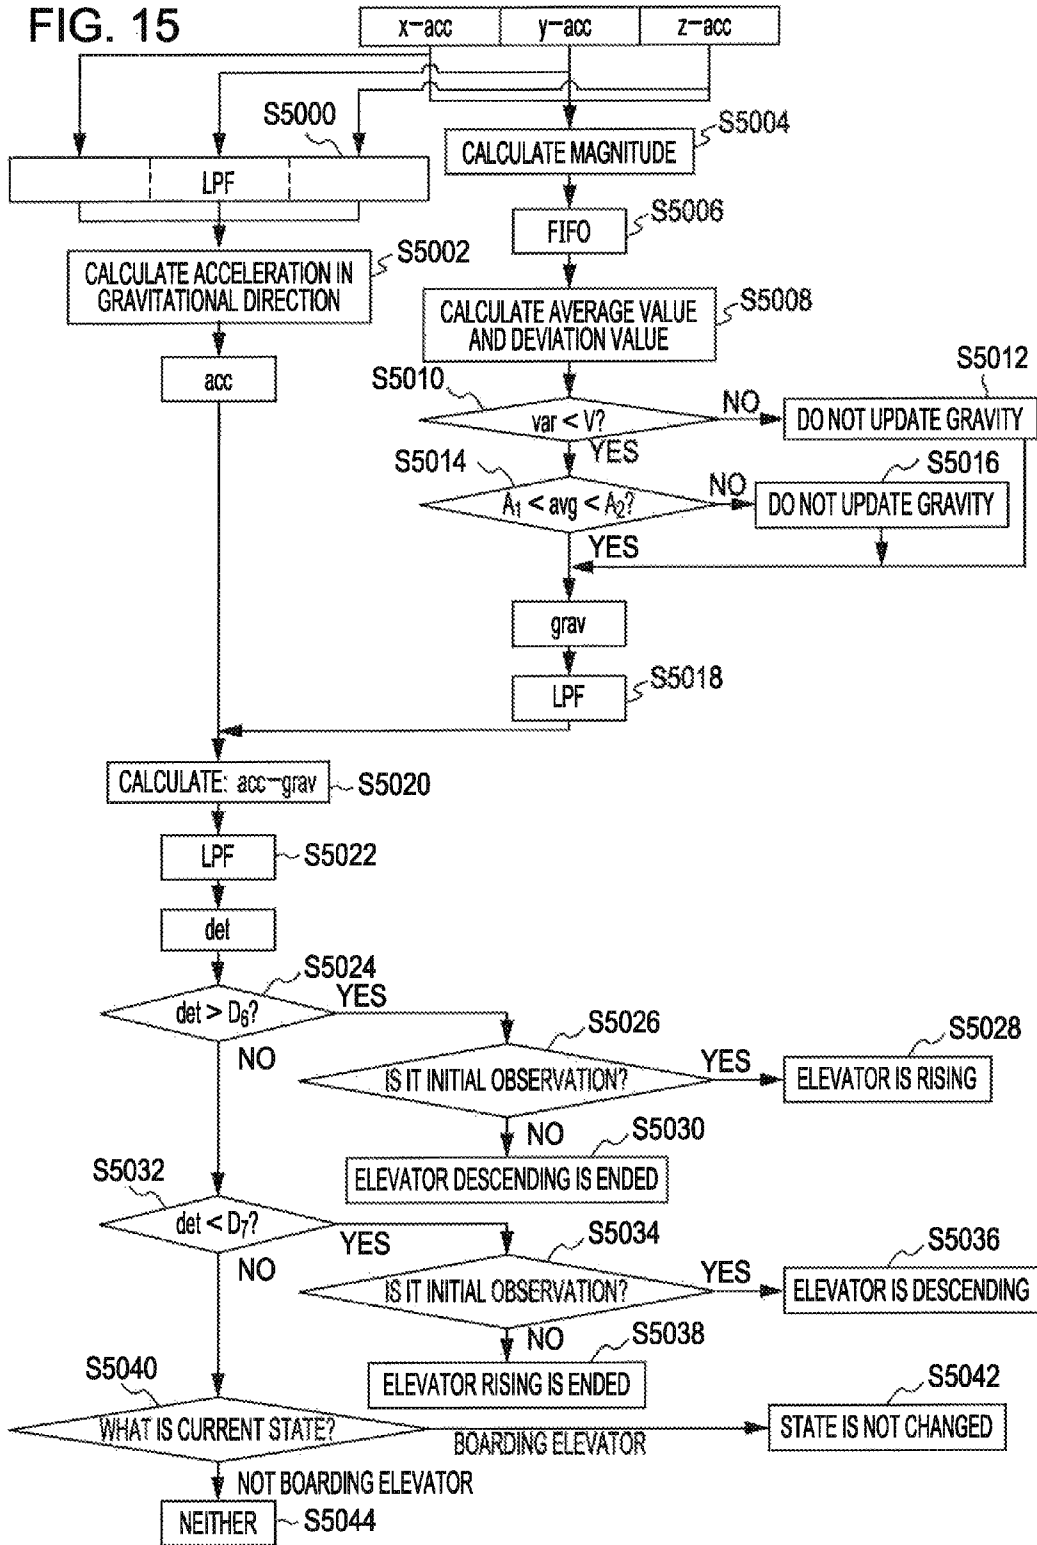 FIG. 15
x-acc
y-acc
z-acc
S5000
S5004
CALCULATE MAGNITUDE
LPF
S5006
FIFO
S5002
CALCULATE ACCELERATION IN
GRAVITATIONAL DIRECTION
S5008
CALCULATE AVERAGE VALUE
AND DEVIATION VALUE
acc
S5010
var < V?
NO
S5012
DO NOT UPDATE GRAVITY
YES
S5014
A₁ < avg < A₂?
NO
S5016
DO NOT UPDATE GRAVITY
YES
grav
LPF
S5018
CALCULATE: acc-grav
S5020
LPF
S5022
det
S5024
det > D₆?
YES
NO
S5026
IS IT INITIAL OBSERVATION?
YES
S5028
ELEVATOR IS RISING
NO
S5030
ELEVATOR DESCENDING IS ENDED
S5032
det < D₇?
YES
NO
S5034
IS IT INITIAL OBSERVATION?
YES
S5036
ELEVATOR IS DESCENDING
NO
S5038
ELEVATOR RISING IS ENDED
S5040
WHAT IS CURRENT STATE?
BOARDING ELEVATOR
S5042
STATE IS NOT CHANGED
NOT BOARDING ELEVATOR
NEITHER
S5044